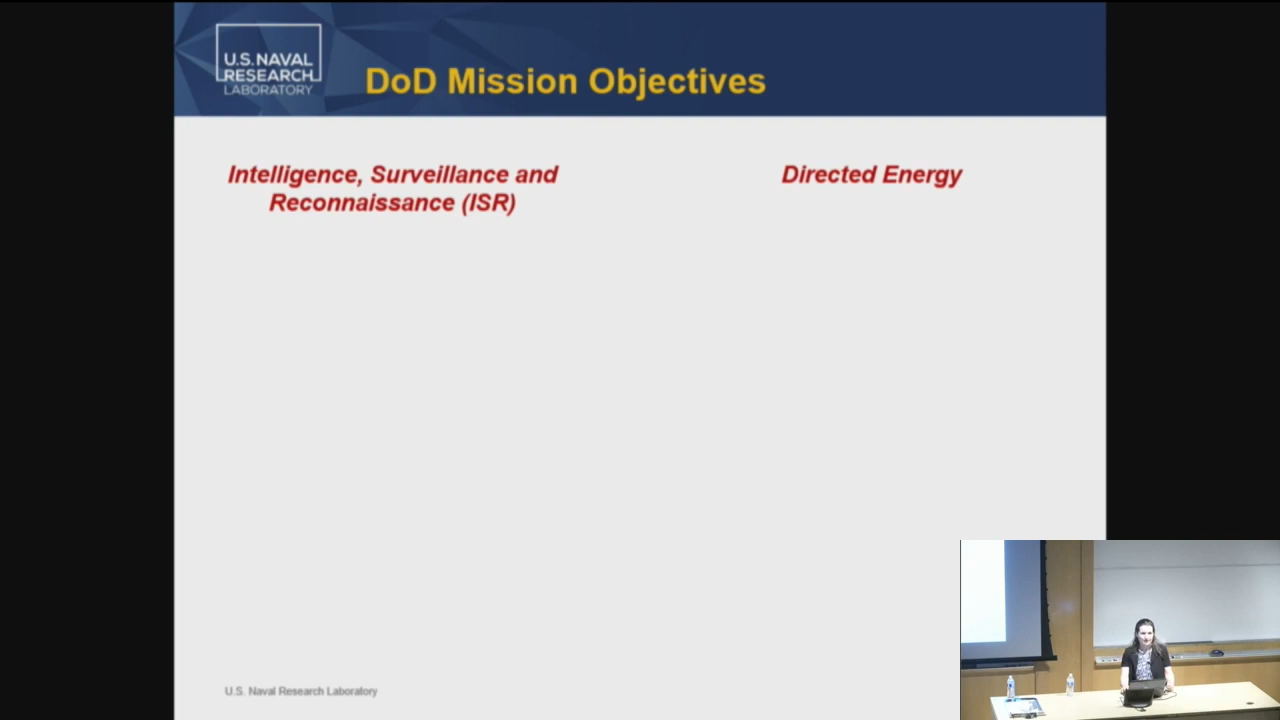 U.S. NAVAL
RESEARCH
LABORATORY
DoD Mission Objectives
Intelligence, Surveillance and
Reconnaissance (ISR)
Directed Energy
U.S. Naval Research Laboratory